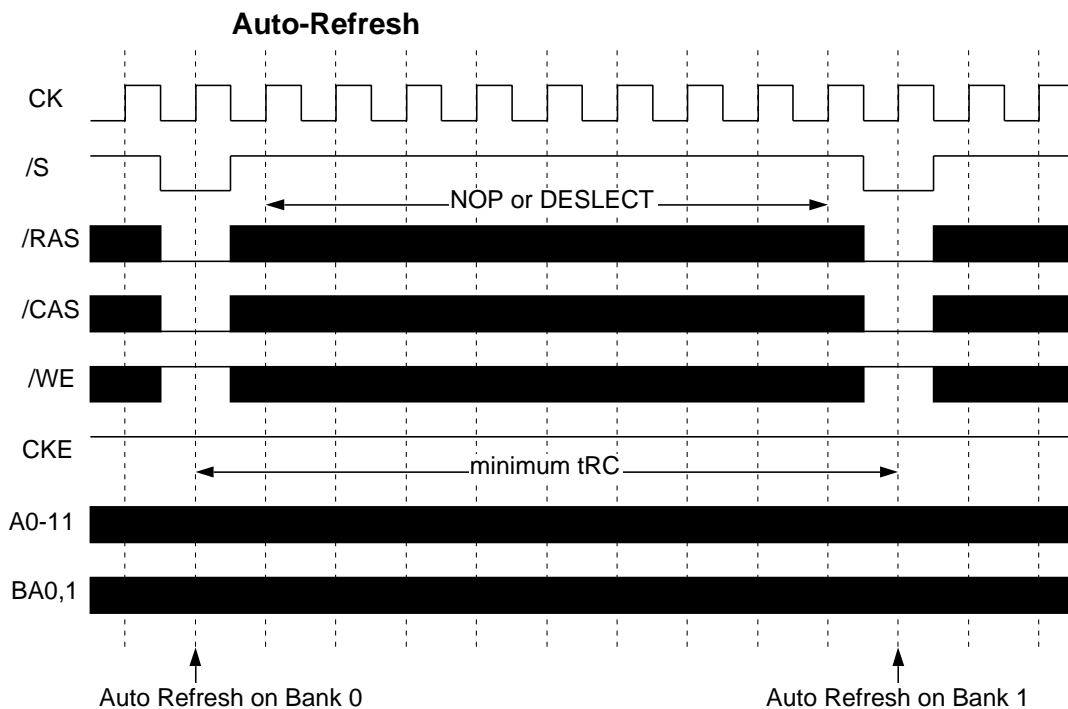 Auto-Refresh
CK
/S
NOP or DESLECT
/RAS
/CAS
/WE
CKE
minimum tRC
A0-11
BA0,1
Auto Refresh on Bank 0
Auto Refresh on Bank 1